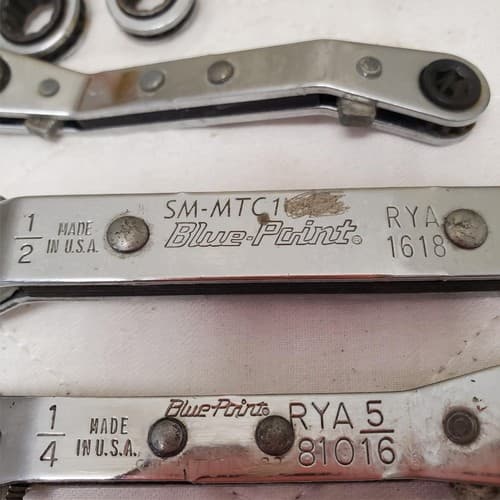 SM-MTC1
1/2 MADE IN U.S.A. Blue-Point® RYA 1618
1/4 MADE IN U.S.A. Blue-Point® RYA 81016 5/16